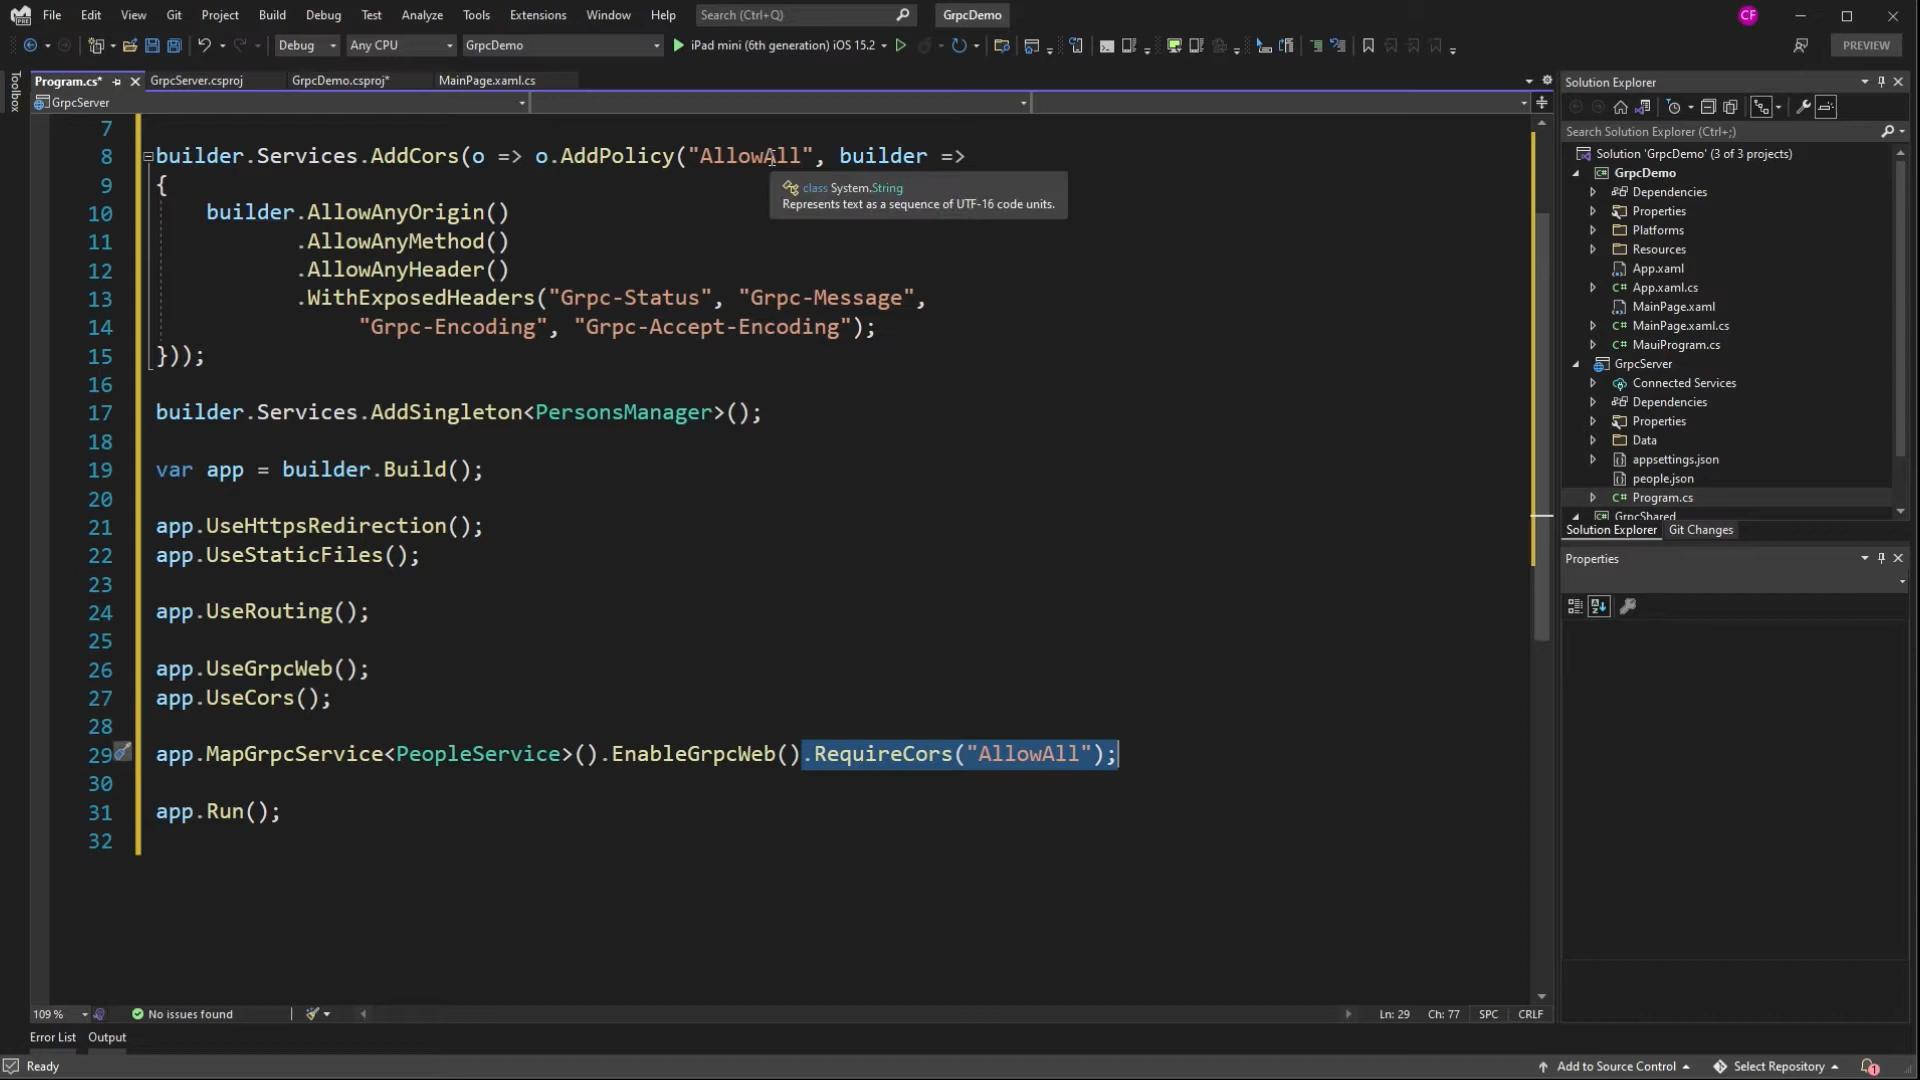 File Edit View Git Project Build Debug Test Analyze Tools Extensions Window Help Search (Ctrl+Q) GrpcDemo CF
Debug Any CPU GrpcDemo iPad mini (6th generation) iOS 15.2 PREVIEW
Toolbox
Program.cs* GrpcServer.csproj GrpcDemo.csproj* MainPage.xaml.cs
GrpcServer
7
8 builder.Services.AddCors(o => o.AddPolicy("AllowAll", builder =>
9 {
class System.String
Represents text as a sequence of UTF-16 code units.
10 builder.AllowAnyOrigin()
11 .AllowAnyMethod()
12 .AllowAnyHeader()
13 .WithExposedHeaders("Grpc-Status", "Grpc-Message",
14 "Grpc-Encoding", "Grpc-Accept-Encoding");
15 }));
16
17 builder.Services.AddSingleton<PersonsManager>();
18
19 var app = builder.Build();
20
21 app.UseHttpsRedirection();
22 app.UseStaticFiles();
23
24 app.UseRouting();
25
26 app.UseGrpcWeb();
27 app.UseCors();
28
29 app.MapGrpcService<PeopleService>().EnableGrpcWeb().RequireCors("AllowAll");
30
31 app.Run();
32
109 % No issues found Ln: 29 Ch: 77 SPC CRLF
Error List Output
Solution Explorer
Search Solution Explorer (Ctrl+;)
Solution 'GrpcDemo' (3 of 3 projects)
GrpcDemo
Dependencies
Properties
Platforms
Resources
App.xaml
C# App.xaml.cs
MainPage.xaml
C# MainPage.xaml.cs
C# MauiProgram.cs
GrpcServer
Connected Services
Dependencies
Properties
Data
appsettings.json
people.json
C# Program.cs
C# GrpcShared
Solution Explorer Git Changes
Properties
Ready Add to Source Control Select Repository 1